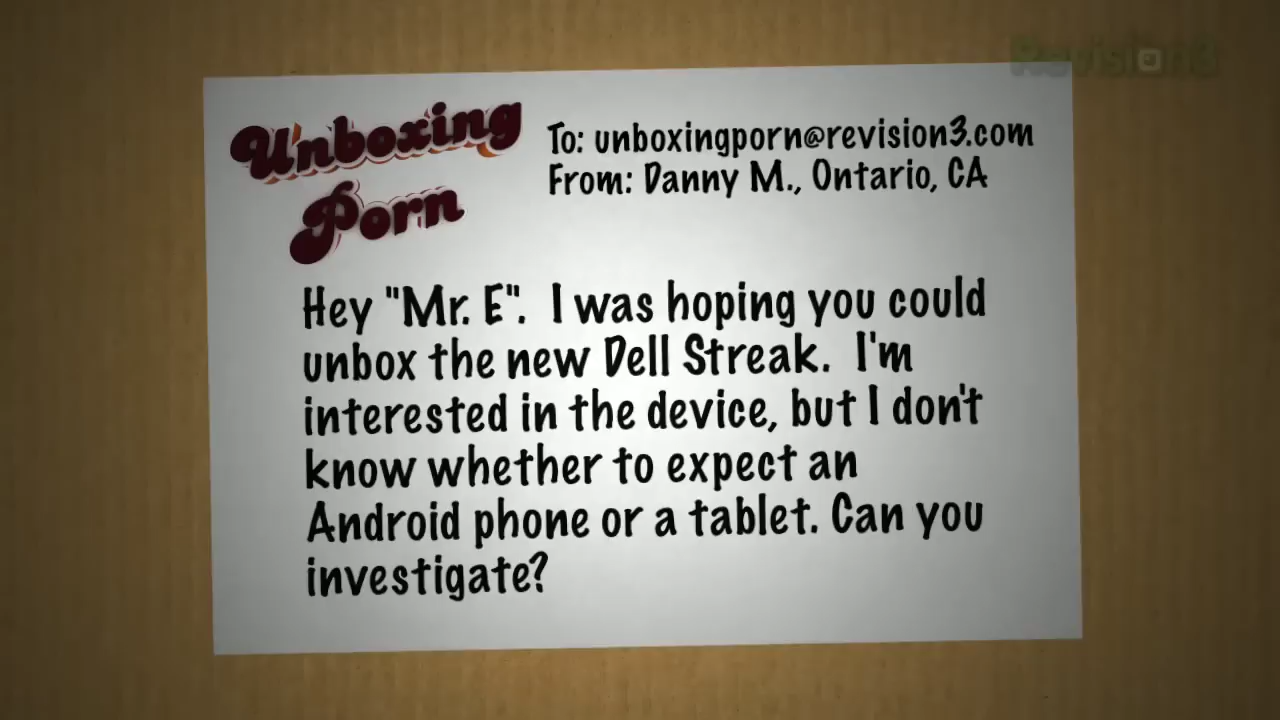 Revision3
Unboxing
Porn
To: unboxingporn@revision3.com
From: Danny M., Ontario, CA
Hey "Mr. E".  I was hoping you could
unbox the new Dell Streak.  I'm
interested in the device, but I don't
know whether to expect an
Android phone or a tablet. Can you
investigate?